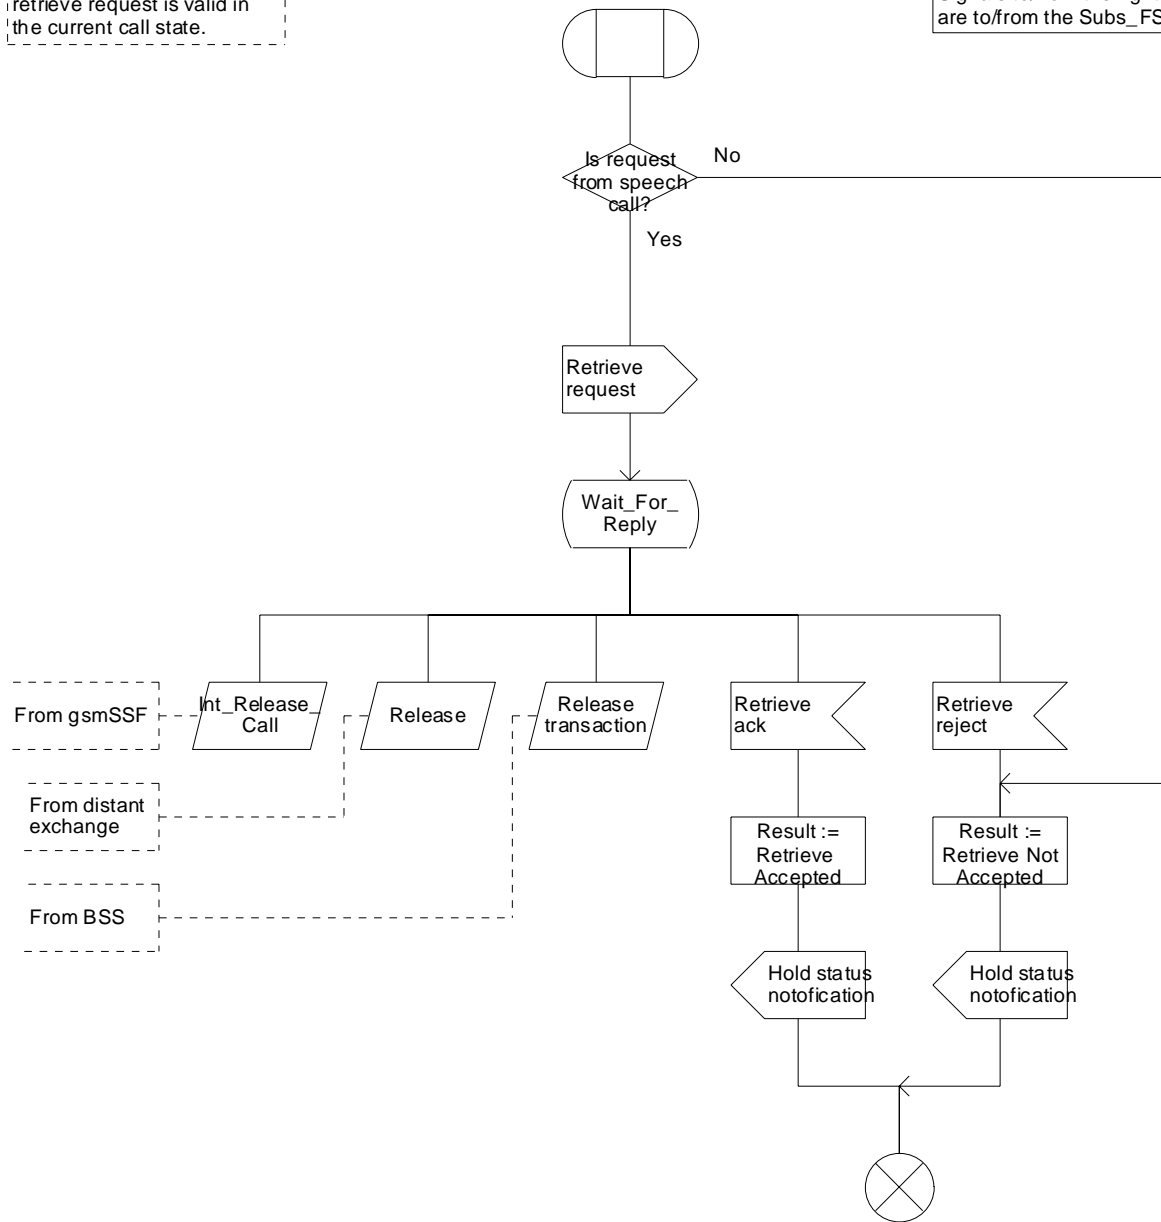 retrieve request is valid in
the current call state.
are to/from the Subs_FS
Is request
from speech
call?
No
Yes
Retrieve
request
Wait_For_
Reply
From gsmSSF
Int_Release_
Call
Release
Release
transaction
Retrieve
ack
Retrieve
reject
From distant
exchange
Result :=
Retrieve
Accepted
Result :=
Retrieve Not
Accepted
From BSS
Hold status
notofication
Hold status
notofication